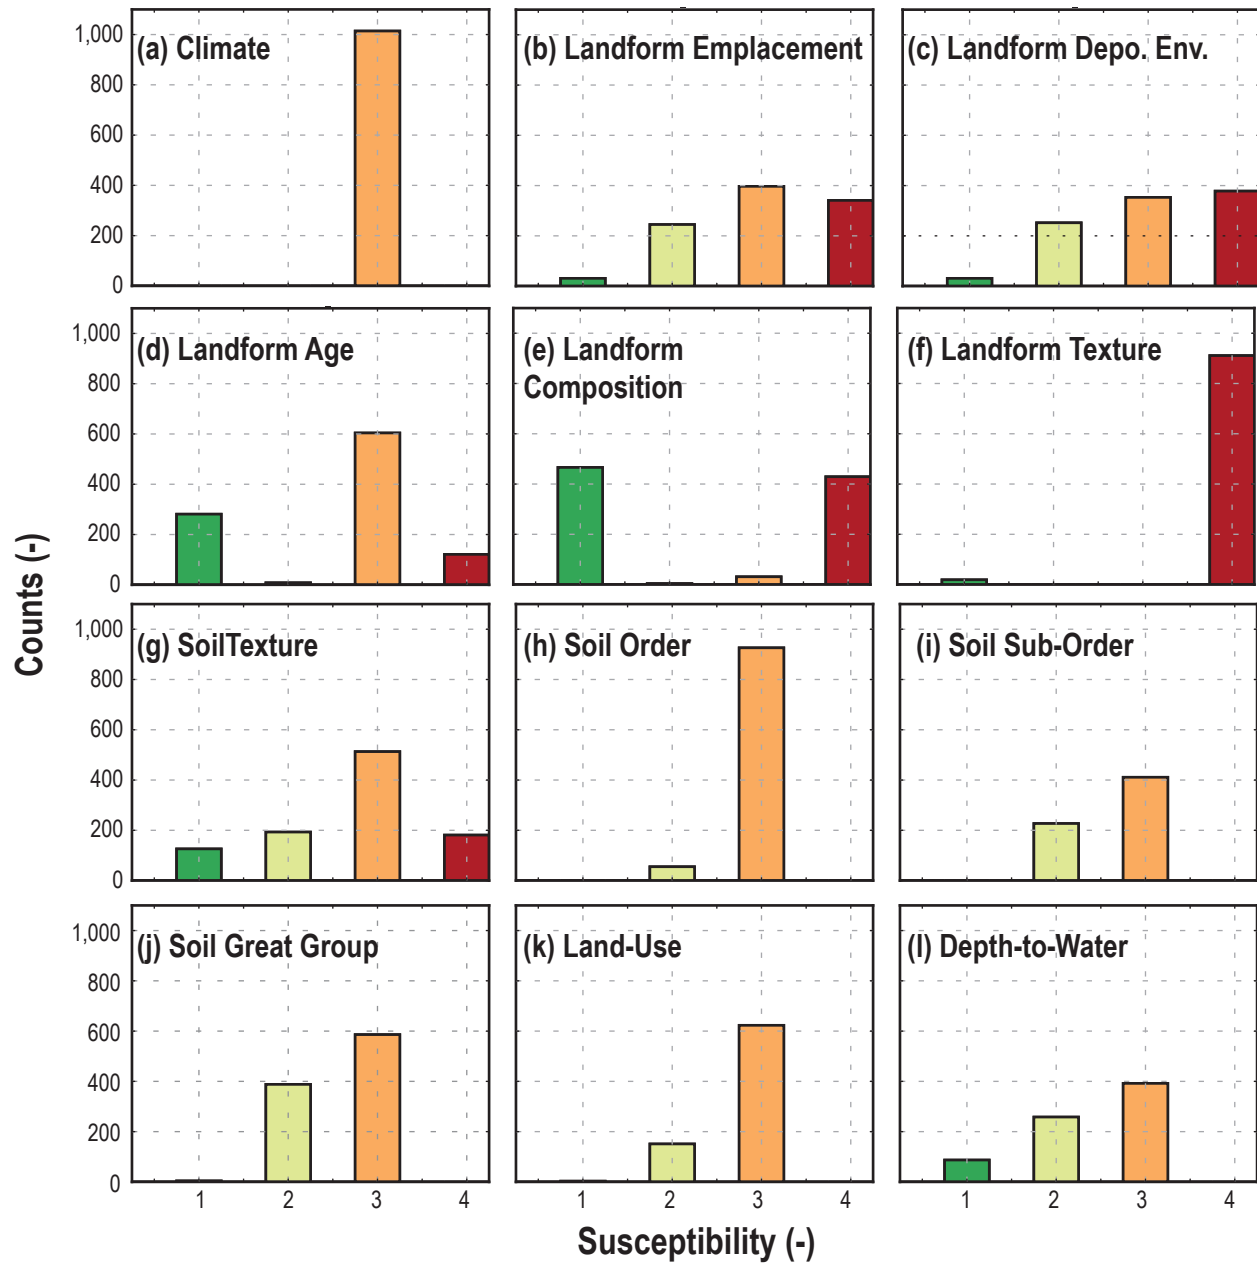 1,000
800
600
400
200
0
(a) Climate
(b) Landform Emplacement
(c) Landform Depo. Env.
1,000
800
600
400
200
0
(d) Landform Age
(e) Landform
Composition
(f) Landform Texture
1,000
800
600
400
200
0
(g) SoilTexture
(h) Soil Order
(i) Soil Sub-Order
1,000
800
600
400
200
0
(j) Soil Great Group
(k) Land-Use
(l) Depth-to-Water
1 2 3 4
1 2 3 4
1 2 3 4
Counts (-)
Susceptibility (-)